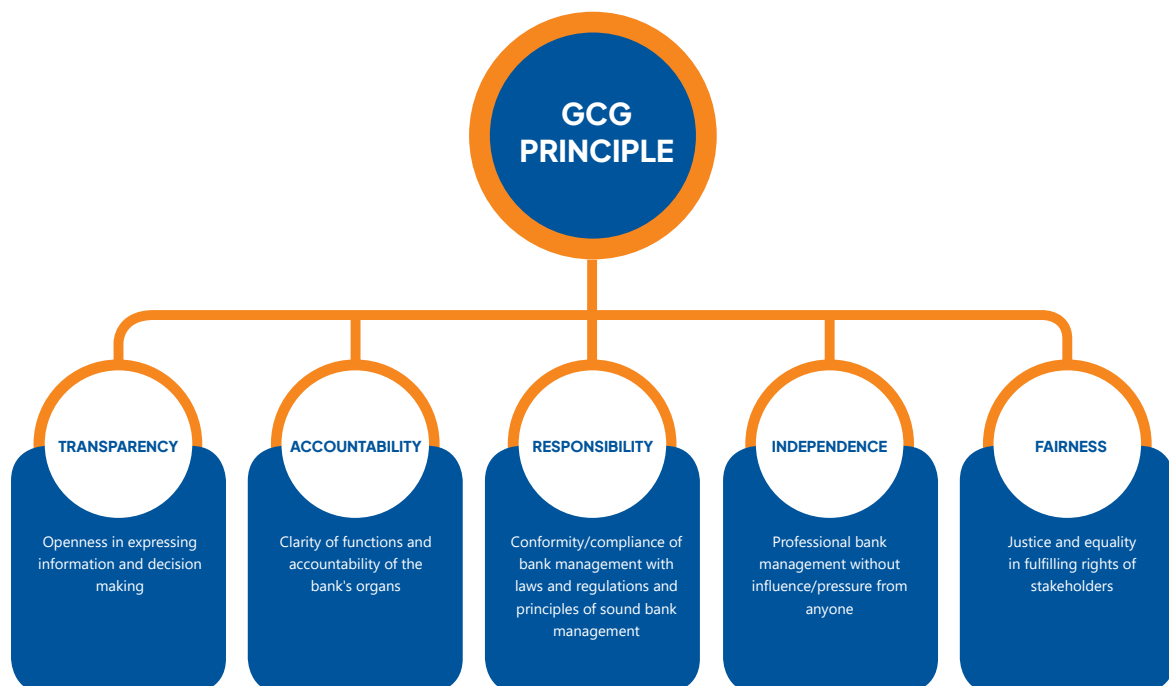 GCG
PRINCIPLE
TRANSPARENCY
Openness in expressing
information and decision
making
ACCOUNTABILITY
Clarity of functions and
accountability of the
bank's organs
RESPONSIBILITY
Conformity/compliance of
bank management with
laws and regulations and
principles of sound bank
management
INDEPENDENCE
Professional bank
management without
influence/pressure from
anyone
FAIRNESS
Justice and equality
in fulfilling rights of
stakeholders